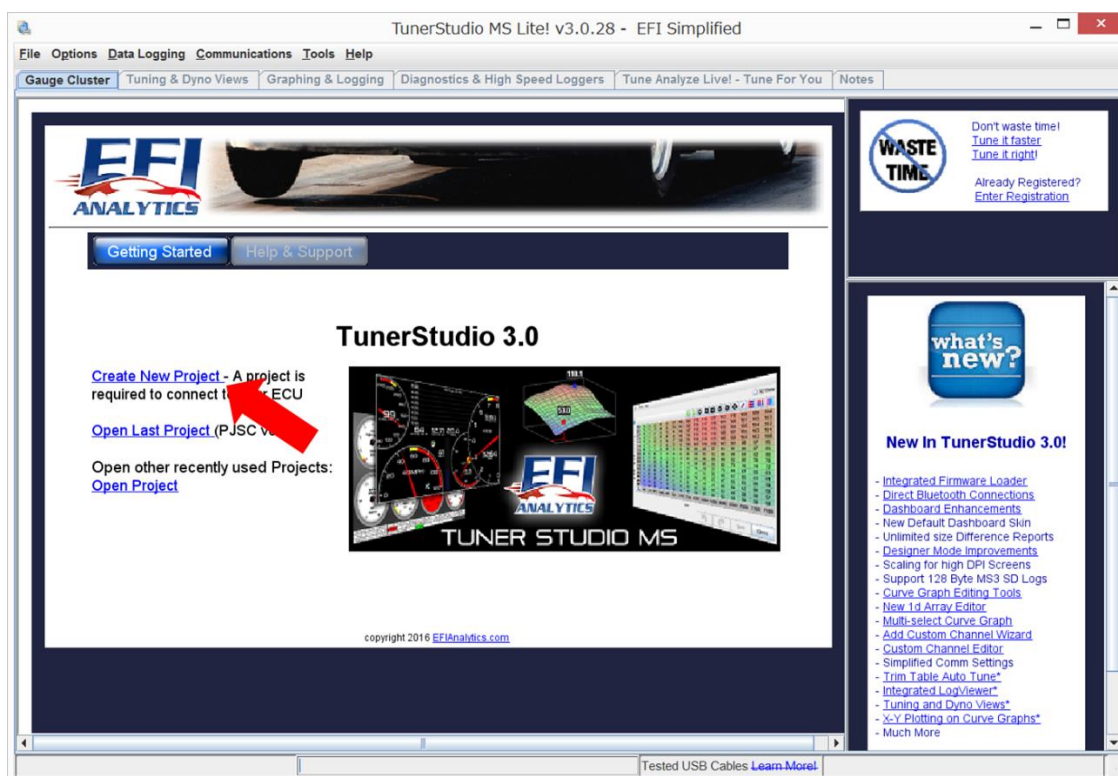 TunerStudio MS Lite! v3.0.28 - EFI Simplified
File Options Data Logging Communications Tools Help
Gauge Cluster Tuning & Dyno Views Graphing & Logging Diagnostics & High Speed Loggers Tune Analyze Live! - Tune For You Notes
EFI
ANALYTICS
Getting Started Help & Support
TunerStudio 3.0
Create New Project - A project is
required to connect ECU
Open Last Project (PJSC
Open other recently used Projects:
Open Project
EFI
ANALYTICS
TUNER STUDIO MS
copyright 2016 EFIAnalytics.com
WASTE
TIME
Don't waste time!
Tune it faster
Tune it right!
Already Registered?
Enter Registration
what's
new?
New In TunerStudio 3.0!
- Integrated Firmware Loader
- Direct Bluetooth Connections
- Dashboard Enhancements
- New Default Dashboard Skin
- Unlimited size Difference Reports
- Designer Mode Improvements
- Scaling for high DPI Screens
- Support 128 Byte MS3 SD Logs
- Curve Graph Editing Tools
- New 1d Array Editor
- Multi-select Curve Graph
- Add Custom Channel Wizard
- Custom Channel Editor
- Simplified Comm Settings
- Trim Table Auto Tune*
- Integrated LogViewer*
- Tuning and Dyno Views*
- X-Y Plotting on Curve Graphs*
- Much More
Tested USB Cables Learn More!